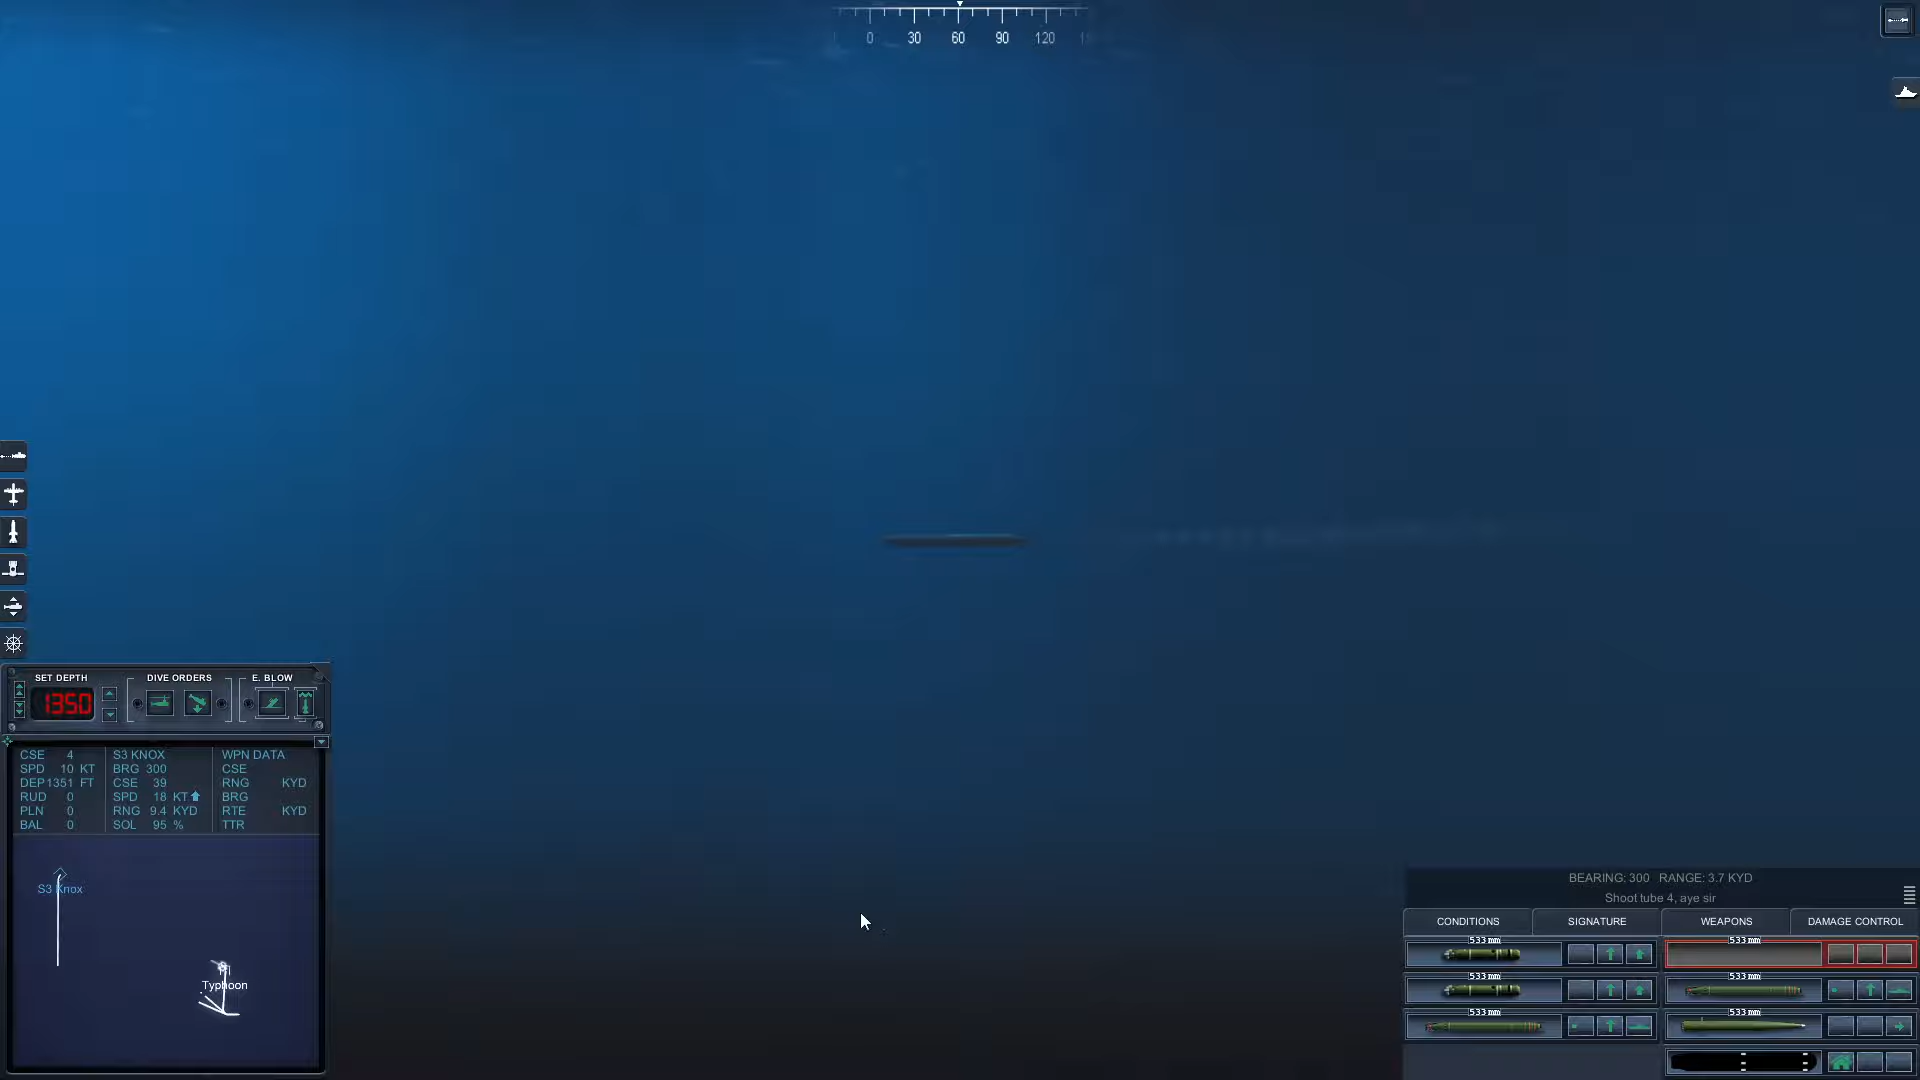 0 30 60 90 120
SET DEPTH DIVE ORDERS E. BLOW
1350
CSE 4 S3 KNOX WPN DATA
SPD 10 KT BRG 300 CSE
DEP 1351 FT CSE 39 RNG KYD
RUD 0 SPD 18 KT BRG
PLN 0 RNG 9.4 KYD RTE KYD
BAL 0 SOL 95 % TTR
S3 Knox
Typhoon
BEARING: 300 RANGE: 3.7 KYD
Shoot tube 4, aye sir
CONDITIONS SIGNATURE WEAPONS DAMAGE CONTROL
533 mm 533 mm
533 mm 533 mm
533 mm 533 mm